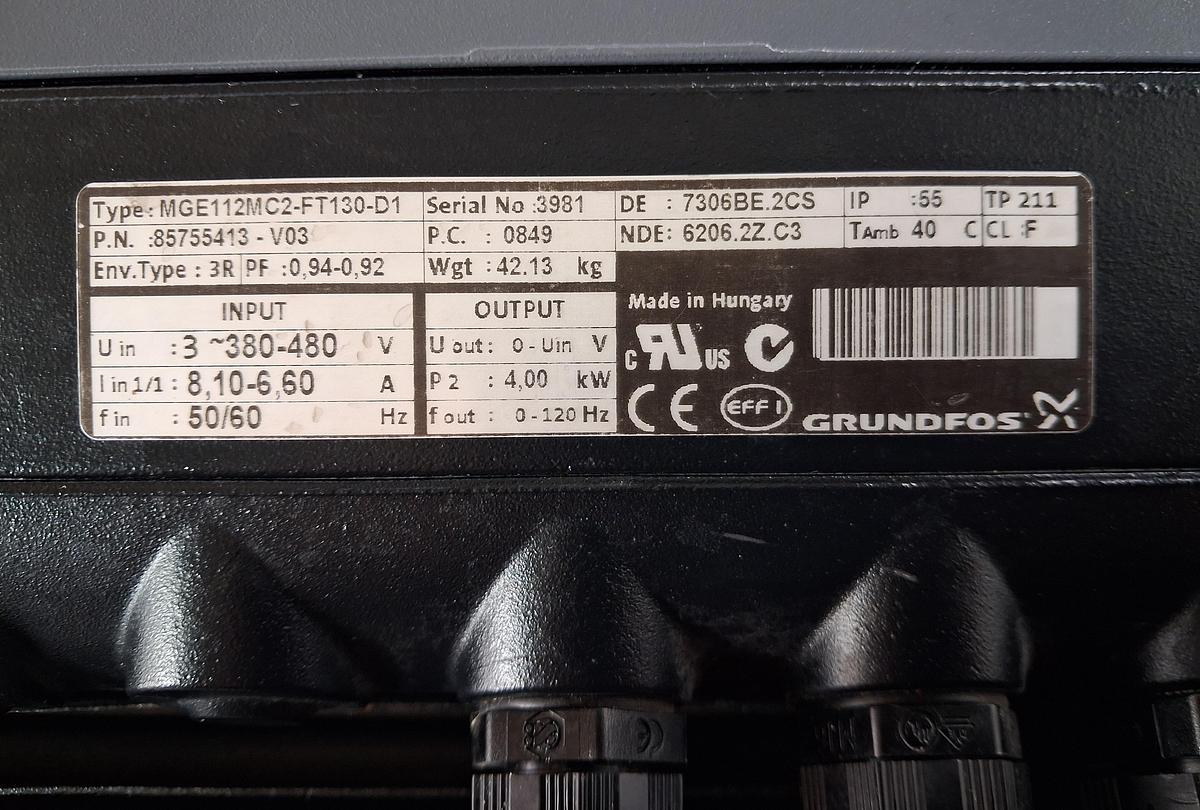 Type : MGE112MC2-FT130-D1 Serial No :3981 DE : 7306BE.2CS IP :55 TP 211
P.N. :85755413 - V03 P.C. : 0849 NDE: 6206.2Z.C3 TAmb 40 C CL :F
Env.Type : 3R PF :0,94-0,92 Wgt :42.13 kg
INPUT
U in :3 ~380-480 V
I in 1/1 : 8,10-6,60 A
f in : 50/60 Hz
OUTPUT
U out: 0 - Uin V
P 2 : 4,00 kW
f out : 0 -120 Hz
Made in Hungary
C RU US
CE EFF 1
GRUNDFOS